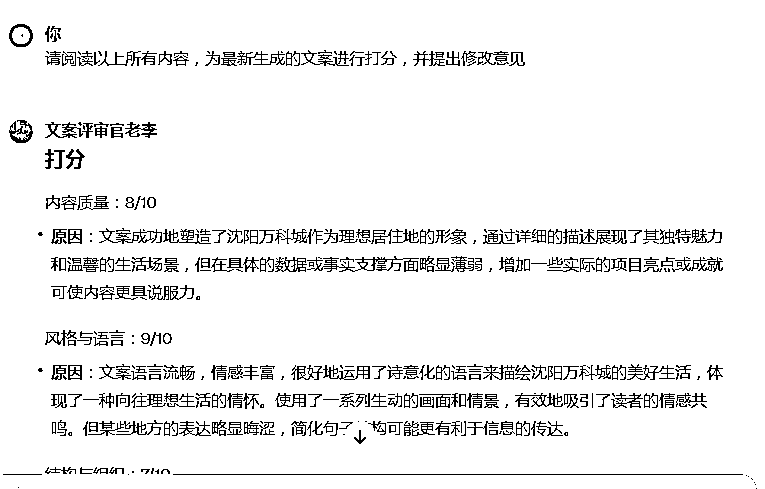 你
请阅读以上所有内容，为最新生成的文案进行打分，并提出修改意见
文案评审官老李
打分
内容质量：8/10
• 原因：文案成功地塑造了沈阳万科城作为理想居住地的形象，通过详细的描述展现了其独特魅力
和温馨的生活场景，但在具体的数据或事实支撑方面略显薄弱，增加一些实际的项目亮点或成就
可使内容更具说服力。
风格与语言：9/10
• 原因：文案语言流畅，情感丰富，很好地运用了诗意化的语言来描绘沈阳万科城的美好生活，体
现了一种向往理想生活的情怀。使用了一系列生动的画面和情景，有效地吸引了读者的情感共
鸣。但某些地方的表达略显晦涩，简化句子构可能更有利于信息的传达。
结构与组织：7/10